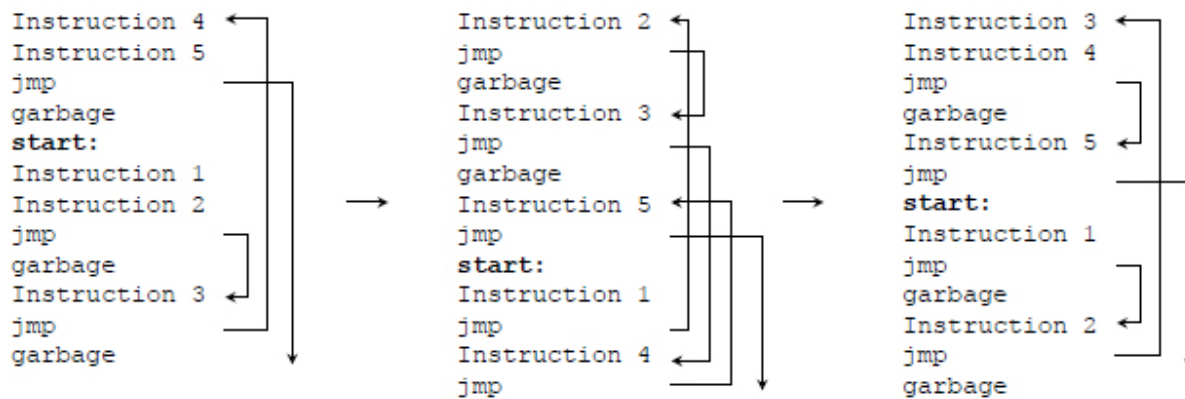 Instruction 4
Instruction 5
jmp
garbage
start:
Instruction 1
Instruction 2
jmp
garbage
Instruction 3
jmp
garbage
Instruction 2
jmp
garbage
Instruction 3
jmp
garbage
Instruction 5
jmp
start:
Instruction 1
jmp
Instruction 4
jmp
Instruction 3
Instruction 4
jmp
garbage
Instruction 5
jmp
start:
Instruction 1
jmp
garbage
Instruction 2
jmp
garbage